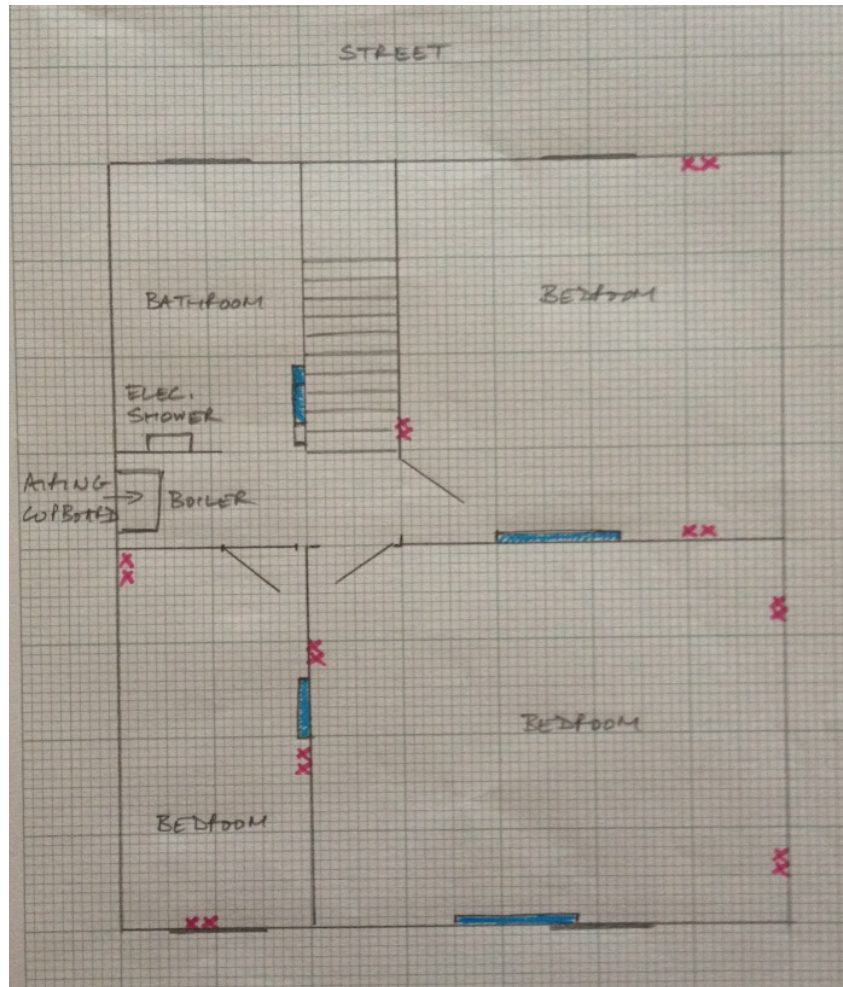 STREET
BATHROOM
BEDROOM
ELEC.
SHOWER
AIRING
CUPBOARD
BOILER
BEDROOM
BEDROOM